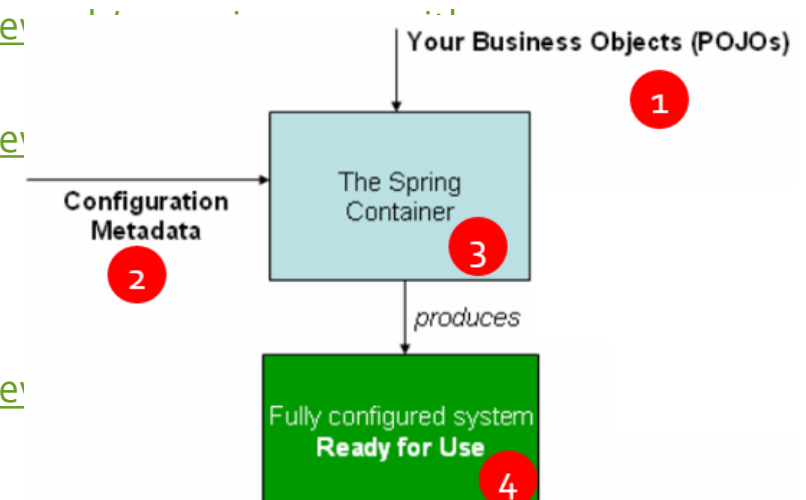 Your Business Objects (POJOs)
1
Configuration
Metadata
2
The Spring
Container
3
produces
Fully configured system
Ready for Use
4